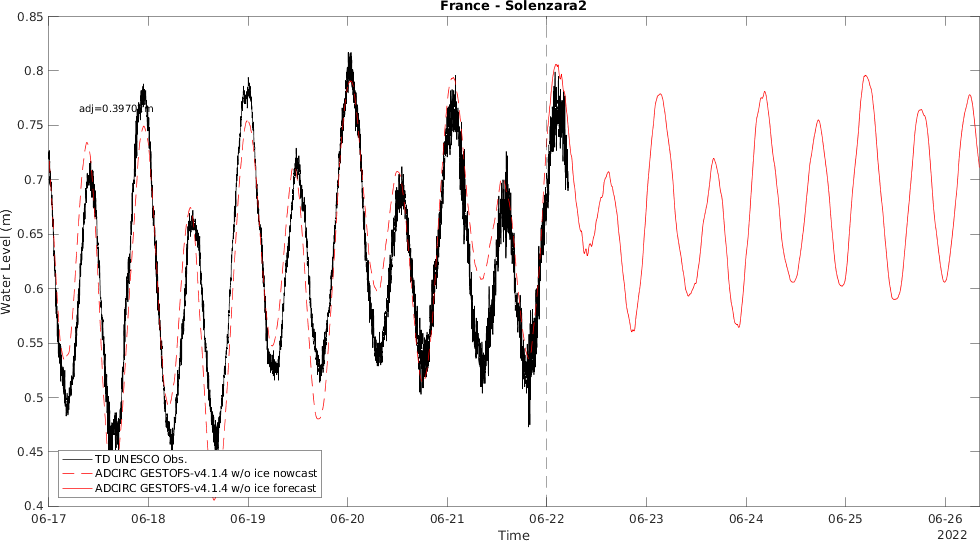 France - Solenzara2
0.85
0.8
adj=0.3970 m
0.75
0.7
0.65
Water Level (m)
0.6
0.55
0.5
0.45
0.4
TD UNESCO Obs.
ADCIRC GESTOFS-v4.1.4 w/o ice nowcast
ADCIRC GESTOFS-v4.1.4 w/o ice forecast
06-17 06-18 06-19 06-20 06-21 06-22 06-23 06-24 06-25 06-26
Time
2022